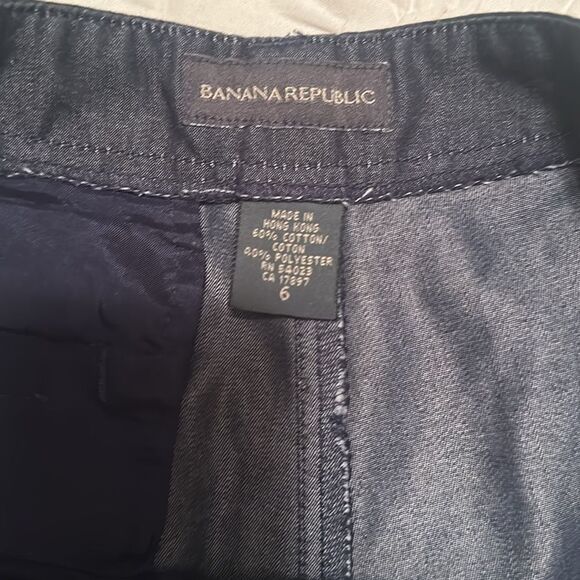 BANANA REPUBLIC
MADE IN
HONG KONG
60% COTTON/
COTON
40% POLYESTER
RN 54023
CA 17897
6